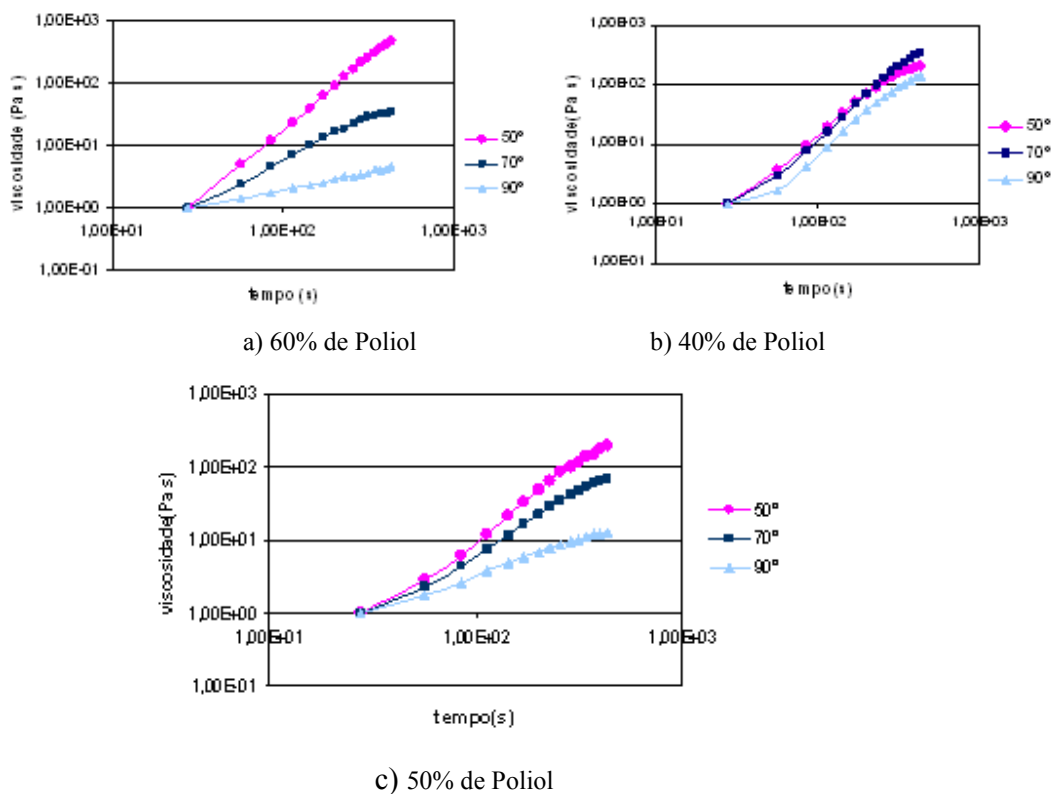 viscosidade (Pa s)
1,00E+03
1,00E+02
1,00E+01
1,00E+00
1,00E-01
1,00E+01
1,00E+02
1,00E+03
tempo (s)
50°
70°
90°
a) 60% de Poliol
viscosidade(Pa s)
1,00E+03
1,00E+02
1,00E+01
1,00E+00
1,00E-01
1,00E+01
1,00E+02
1,00E+03
tempo(s)
50°
70°
90°
b) 40% de Poliol
viscosidade(Pa s)
1,00E+03
1,00E+02
1,00E+01
1,00E+00
1,00E-01
1,00E+01
1,00E+02
1,00E+03
tempo(s)
50°
70°
90°
c) 50% de Poliol